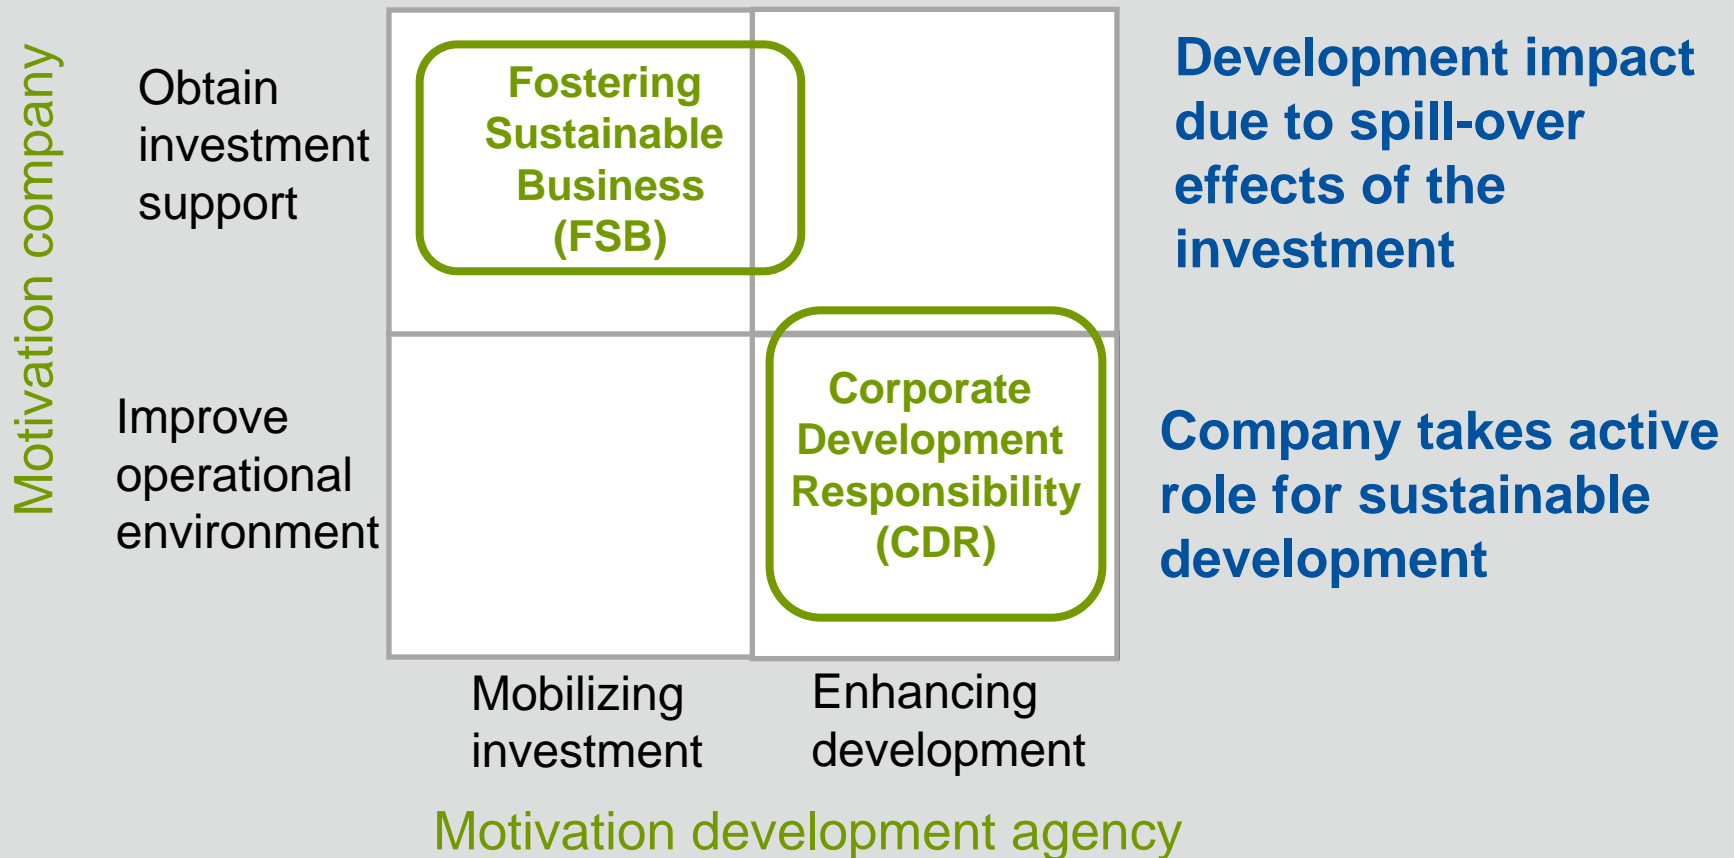 Motivation company
Obtain
investment
support
Fostering
Sustainable
Business
(FSB)
Development impact
due to spill-over
effects of the
investment
Improve
operational
environment
Corporate
Development
Responsibility
(CDR)
Company takes active
role for sustainable
development
Mobilizing
investment
Enhancing
development
Motivation development agency